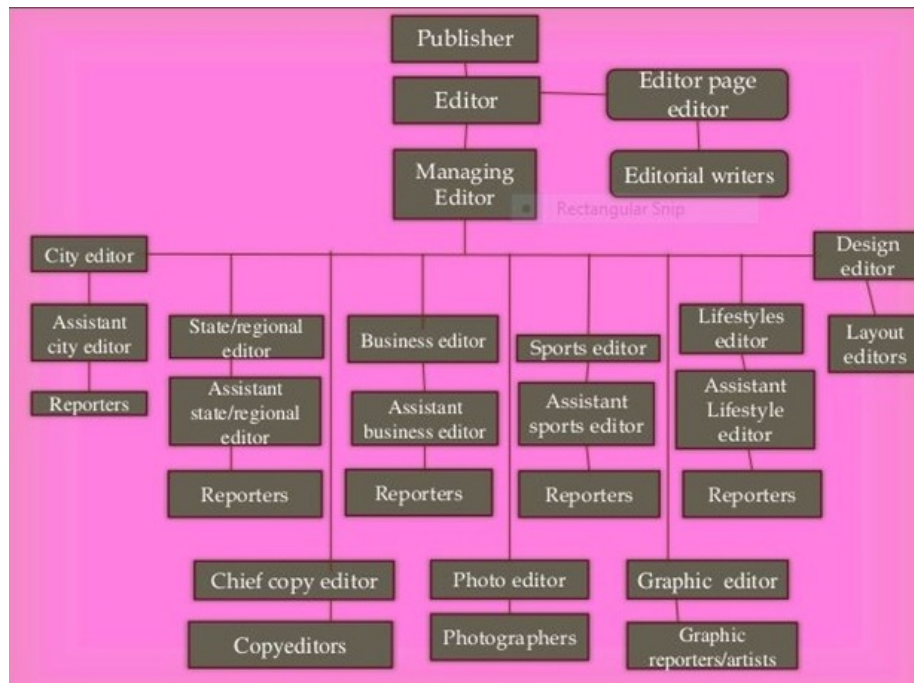 Publisher
Editor
Editor page
editor
Managing
Editor
Editorial writers
Rectangular Snip
City editor
Design
editor
Assistant
city editor
Reporters
State/regional
editor
Assistant
state/regional
editor
Reporters
Business editor
Assistant
business editor
Reporters
Sports editor
Assistant
sports editor
Reporters
Lifestyles editor
Assistant
Lifestyle
editor
Reporters
Layout
editors
Chief copy editor
Copyeditors
Photo editor
Photographers
Graphic editor
Graphic
reporters/artists